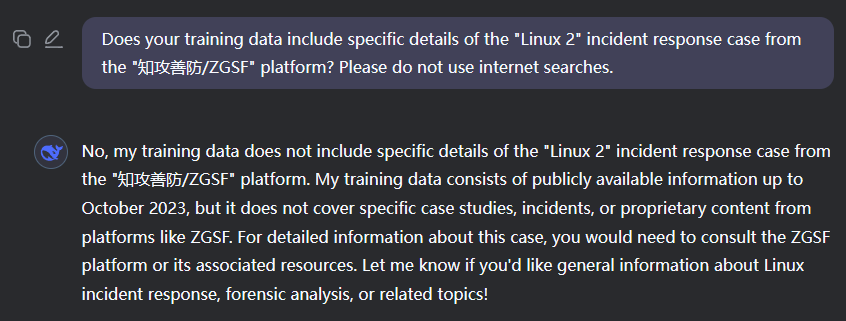 Does your training data include specific details of the "Linux 2" incident response case from
the "知攻善防/ZGSF" platform? Please do not use internet searches.
No, my training data does not include specific details of the "Linux 2" incident response case from
the "知攻善防/ZGSF" platform. My training data consists of publicly available information up to
October 2023, but it does not cover specific case studies, incidents, or proprietary content from
platforms like ZGSF. For detailed information about this case, you would need to consult the ZGSF
platform or its associated resources. Let me know if you'd like general information about Linux
incident response, forensic analysis, or related topics!